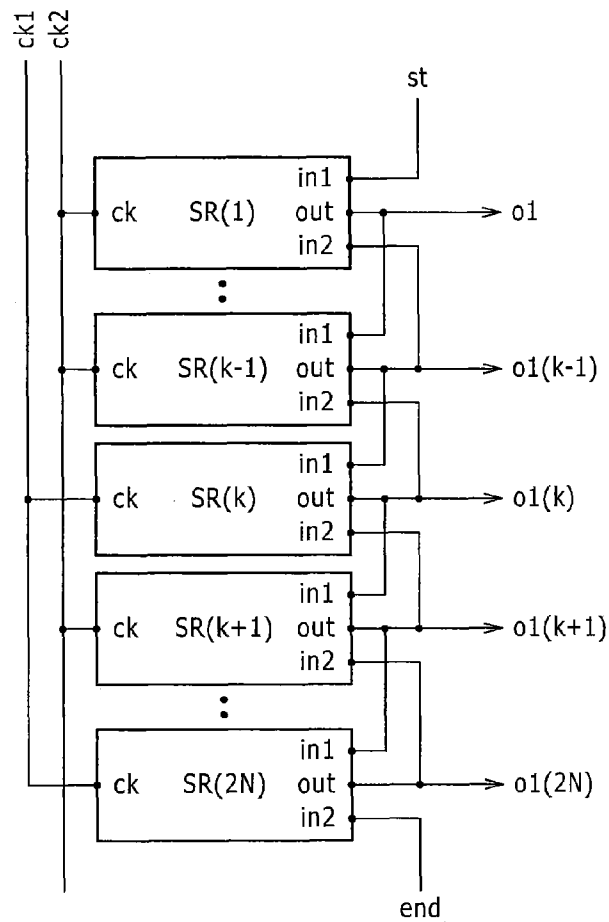 ck1
ck2
st
in1
ck SR(1) out o1
in2
in1
ck SR(k-1) out o1(k-1)
in2
in1
ck SR(k) out o1(k)
in2
in1
ck SR(k+1) out o1(k+1)
in2
in1
ck SR(2N) out o1(2N)
in2
end